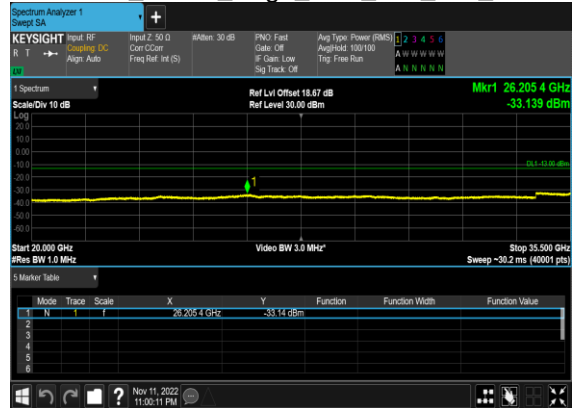 Spectrum Analyzer 1
Swept SA
+
KEYSIGHT
R T
Input: RF
Coupling: DC
Align: Auto
Input Z: 50 Ω
Corr CCorr
Freq Ref: Int (S)
#Atten: 30 dB
PNO: Fast
Gate: Off
IF Gain: Low
Sig Track: Off
Avg Type: Power (RMS)
Avg|Hold: 100/100
Trig: Free Run
1 2 3 4 5 6
A W W W W W
A N N N N N
1 Spectrum
Scale/Div 10 dB
Ref Lvl Offset 18.67 dB
Ref Level 30.00 dBm
Mkr1 26.205 4 GHz
-33.139 dBm
Log
20.0
10.0
0.00
-10.0
-20.0
-30.0
-40.0
-50.0
-60.0
DL1 -13.00 dBm
1
Start 20.000 GHz
#Res BW 1.0 MHz
Video BW 3.0 MHz*
Stop 35.500 GHz
Sweep ~30.2 ms (40001 pts)
5 Marker Table
Mode Trace Scale X Y Function Function Width Function Value
1 N 1 f 26.205 4 GHz -33.14 dBm
2
3
4
5
6
?
Nov 11, 2022
11:00:11 PM